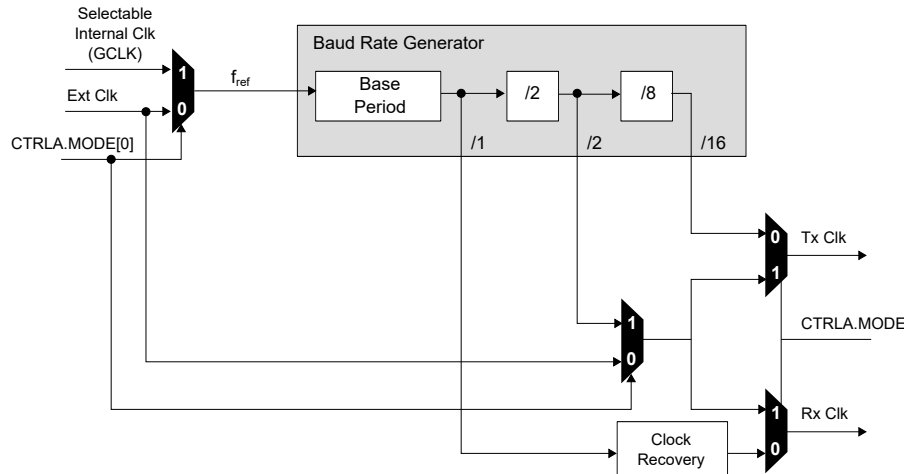 Selectable
Internal Clk
(GCLK)
Ext Clk
CTRLA.MODE[0]
1
0
f_ref
Baud Rate Generator
Base
Period
/2
/8
/1
/2
/16
0
1
Tx Clk
1
0
CTRLA.MODE
1
0
Rx Clk
Clock
Recovery